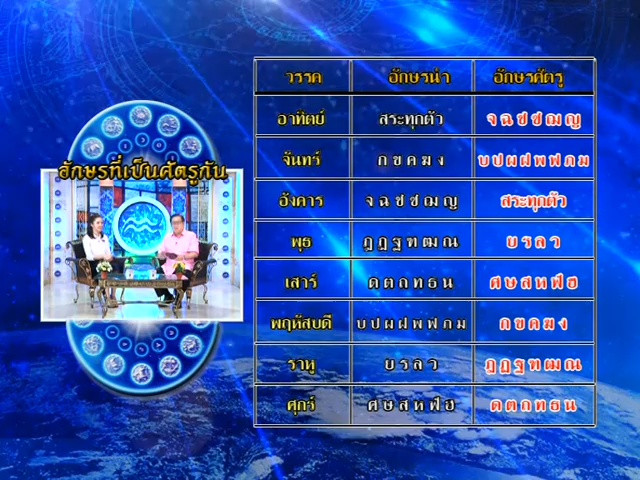 อักษรที่เป็นศัตรูกัน
วรรค อักษรนำ อักษรศัตรู
อาทิตย์ สระทุกตัว จ ฉ ช ซ ฌ ญ
จันทร์ ก ข ค ฆ ง บ ป ผ ฝ พ ฟ ภ ม
อังคาร จ ฉ ช ซ ฌ ญ สระทุกตัว
พุธ ฎ ฏ ฐ ฑ ฒ ณ บ ร ล ว
เสาร์ ด ต ถ ท ธ น ศ ษ ส ห ฬ ฮ
พฤหัสบดี บ ป ผ ฝ พ ฟ ภ ม ก ข ค ฆ ง
ราหู บ ร ล ว ฎ ฏ ฐ ฑ ฒ ณ
ศุกร์ ศ ษ ส ห ฬ ฮ ด ต ถ ท ธ น